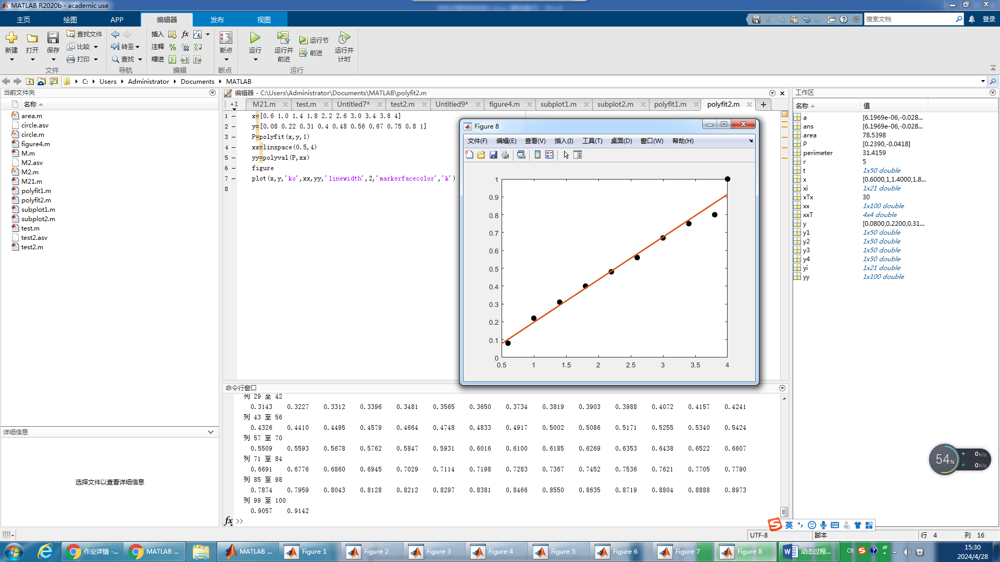 MATLAB R2020b - academic use
主页 绘图 APP 编辑器 发布 视图
搜索文档 登录
新建 打开 保存 查找文件 比较 打印
转至 查找
插入 fx
注释
缩进
断点 运行 运行并前进 运行节 前进 运行并计时
文件 导航 编辑 断点 运行
C: Users Administrator Documents MATLAB
当前文件夹
名称
area.m
circle.asv
circle.m
figure4.m
M.m
M2.asv
M2.m
M21.m
polyfit1.m
polyfit2.m
subplot1.m
subplot2.m
test.m
test2.asv
test2.m
详细信息
选择文件以查看详细信息
编辑器 - C:\Users\Administrator\Documents\MATLAB\polyfit2.m
+1 M21.m test.m Untitled7* test2.m Untitled9* figure4.m subplot1.m subplot2.m polyfit1.m polyfit2.m
1 x=[0.6 1.0 1.4 1.8 2.2 2.6 3.0 3.4 3.8 4]
2 y=[0.08 0.22 0.31 0.4 0.48 0.56 0.67 0.75 0.8 1]
3 P=polyfit(x,y,1)
4 xx=linspace(0.5,4)
5 yy=polyval(P,xx)
6 figure
7 plot(x,y,'ko',xx,yy,'linewidth',2,'markerfacecolor','k')
8
Figure 8
文件(F) 编辑(E) 查看(V) 插入(I) 工具(T) 桌面(D) 窗口(W) 帮助(H)
1
0.9
0.8
0.7
0.6
0.5
0.4
0.3
0.2
0.1
0
0.5 1 1.5 2 2.5 3 3.5 4
命令行窗口
列 29 至 42
0.3143 0.3227 0.3312 0.3396 0.3481 0.3565 0.3650 0.3734 0.3819 0.3903 0.3988 0.4072 0.4157 0.4241
列 43 至 56
0.4326 0.4410 0.4495 0.4579 0.4664 0.4748 0.4833 0.4917 0.5002 0.5086 0.5171 0.5255 0.5340 0.5424
列 57 至 70
0.5509 0.5593 0.5678 0.5762 0.5847 0.5931 0.6016 0.6100 0.6185 0.6269 0.6353 0.6438 0.6522 0.6607
列 71 至 84
0.6691 0.6776 0.6860 0.6945 0.7029 0.7114 0.7198 0.7283 0.7367 0.7452 0.7536 0.7621 0.7705 0.7790
列 85 至 98
0.7874 0.7959 0.8043 0.8128 0.8212 0.8297 0.8381 0.8466 0.8550 0.8635 0.8719 0.8804 0.8888 0.8973
列 99 至 100
0.9057 0.9142
fx >>
工作区
名称 值
a [6.1969e-06,-0.028...
ans [6.1969e-06,-0.028...
area 78.5398
P [0.2390,-0.0418]
perimeter 31.4159
r 5
t 1x50 double
x [0.6000,1,1.4000,1.8...
xi 1x21 double
xTx 30
xx 1x100 double
xxT 4x4 double
y [0.0800,0.2200,0.31...
y1 1x50 double
y2 1x50 double
y3 1x50 double
y4 1x50 double
yi 1x21 double
yy 1x100 double
54% 0K/s
0K/s
英
UTF-8 脚本 行 4 列 16
作业详情 -... MATLAB ... MATLAB ... Figure 1 Figure 2 Figure 3 Figure 4 Figure 5 Figure 6 Figure 7 Figure 8 动态过程... CH
15:30
2024/4/28